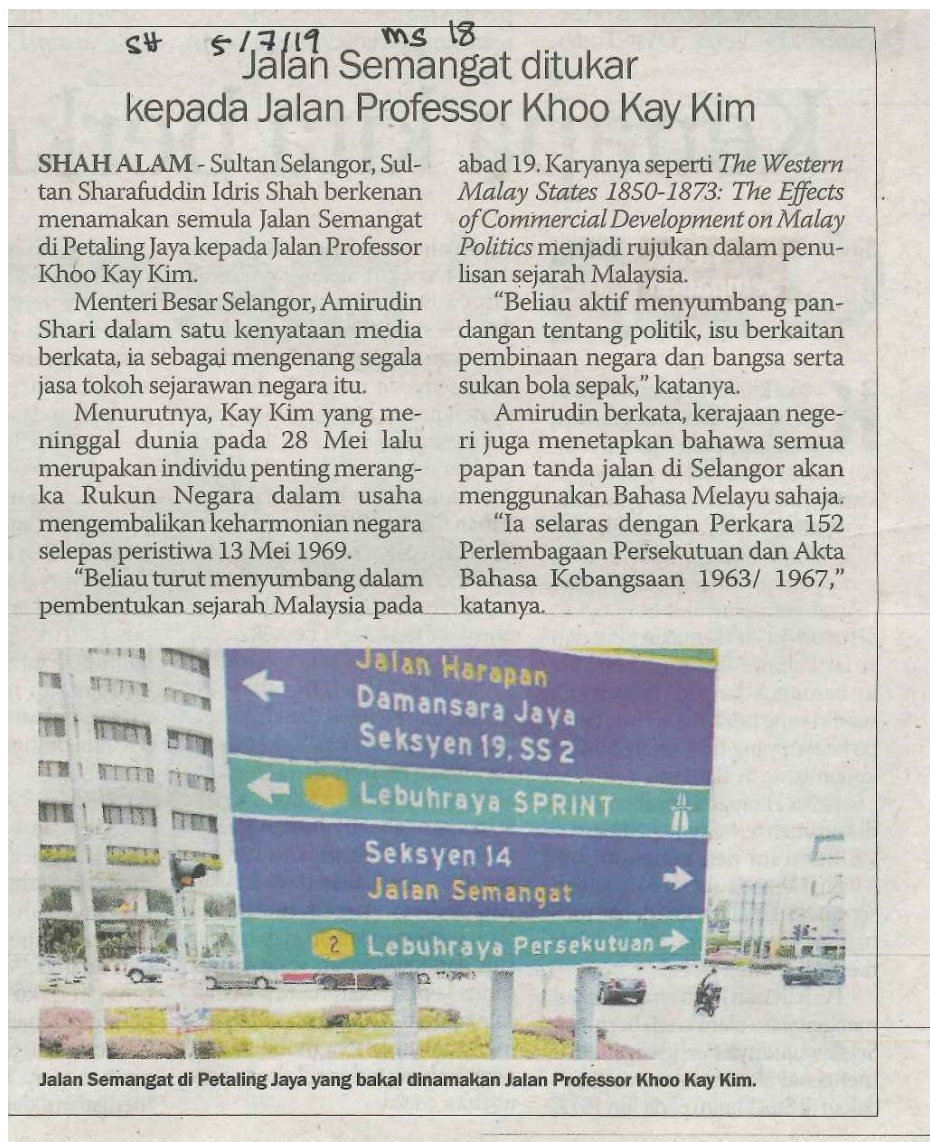 SH 5/7/19 ms 18
Jalan Semangat ditukar
kepada Jalan Professor Khoo Kay Kim
SHAH ALAM - Sultan Selangor, Sul-
tan Sharafuddin Idris Shah berkenan
menamakan semula Jalan Semangat
di Petaling Jaya kepada Jalan Professor
Khoo Kay Kim.
Menteri Besar Selangor, Amirudin
Shari dalam satu kenyataan media
berkata, ia sebagai mengenang segala
jasa tokoh sejarawan negara itu.
Menurutnya, Kay Kim yang me-
ninggal dunia pada 28 Mei lalu
merupakan individu penting merang-
ka Rukun Negara dalam usaha
mengembalikan keharmonian negara
selepas peristiwa 13 Mei 1969.
“Beliau turut menyumbang dalam
pembentukan sejarah Malaysia pada
abad 19. Karyanya seperti The Western
Malay States 1850-1873: The Effects
of Commercial Development on Malay
Politics menjadi rujukan dalam penu-
lisan sejarah Malaysia.
“Beliau aktif menyumbang pan-
dangan tentang politik, isu berkaitan
pembinaan negara dan bangsa serta
sukan bola sepak,” katanya.
Amirudin berkata, kerajaan nege-
ri juga menetapkan bahawa semua
papan tanda jalan di Selangor akan
menggunakan Bahasa Melayu sahaja.
“Ia selaras dengan Perkara 152
Perlembagaan Persekutuan dan Akta
Bahasa Kebangsaan 1963/ 1967,”
katanya.
Jalan Harapan
Damansara Jaya
Seksyen 19, SS 2
Lebuhraya SPRINT
Seksyen 14
Jalan Semangat
2 Lebuhraya Persekutuan
Jalan Semangat di Petaling Jaya yang bakal dinamakan Jalan Professor Khoo Kay Kim.